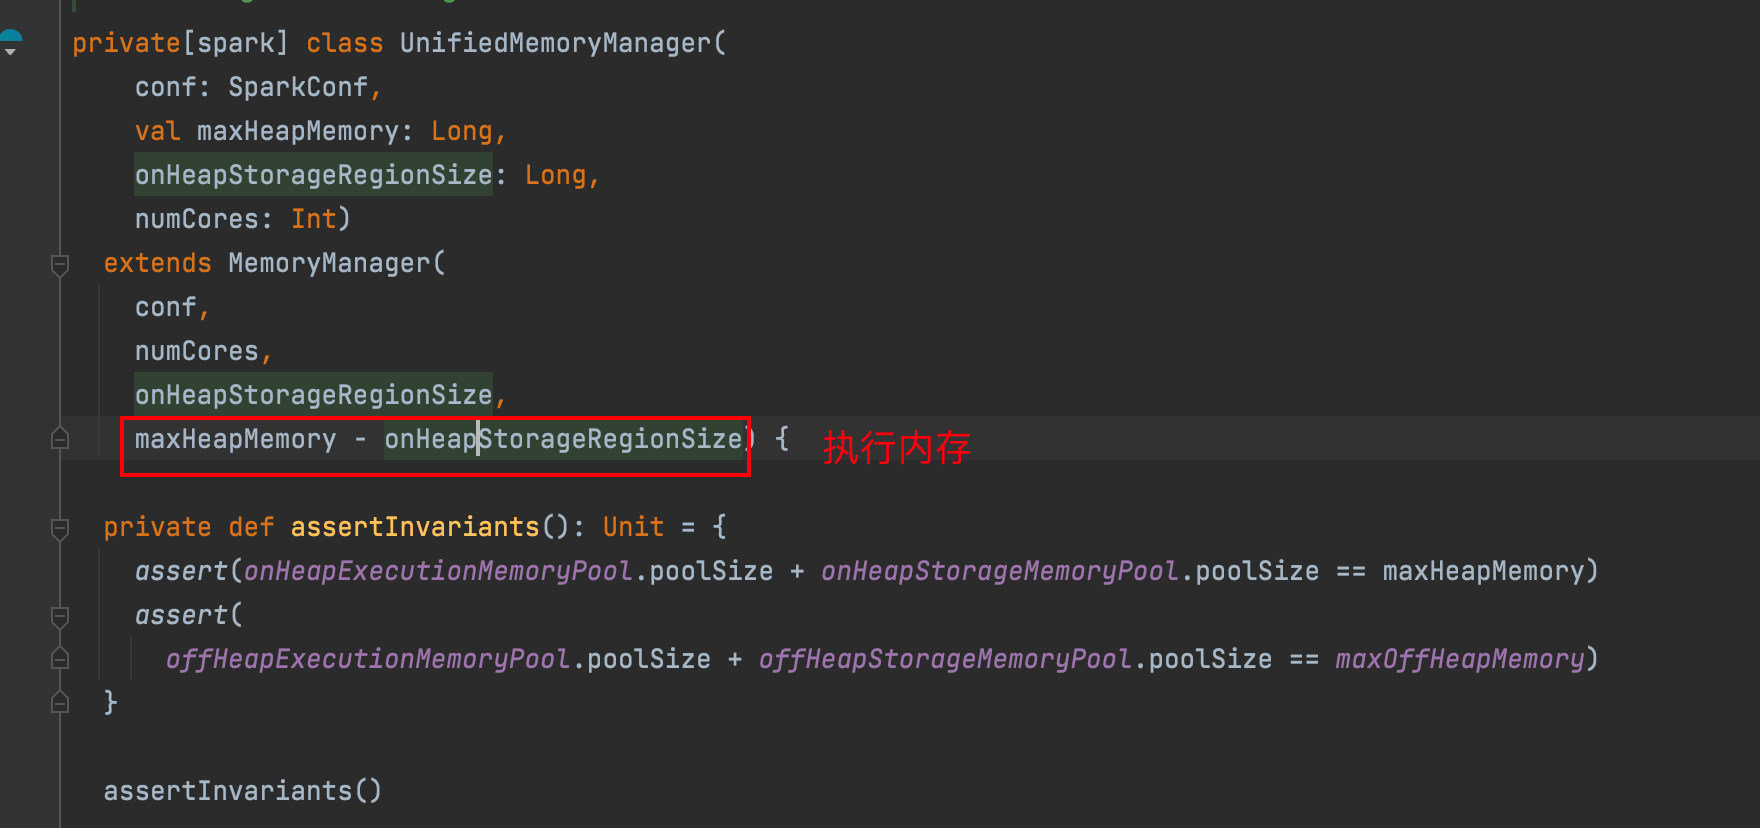 private[spark] class UnifiedMemoryManager(
conf: SparkConf,
val maxHeapMemory: Long,
onHeapStorageRegionSize: Long,
numCores: Int)
extends MemoryManager(
conf,
numCores,
onHeapStorageRegionSize,
maxHeapMemory - onHeapStorageRegionSize) { 执行内存
private def assertInvariants(): Unit = {
assert(onHeapExecutionMemoryPool.poolSize + onHeapStorageMemoryPool.poolSize == maxHeapMemory)
assert(
offHeapExecutionMemoryPool.poolSize + offHeapStorageMemoryPool.poolSize == maxOffHeapMemory)
}
assertInvariants()